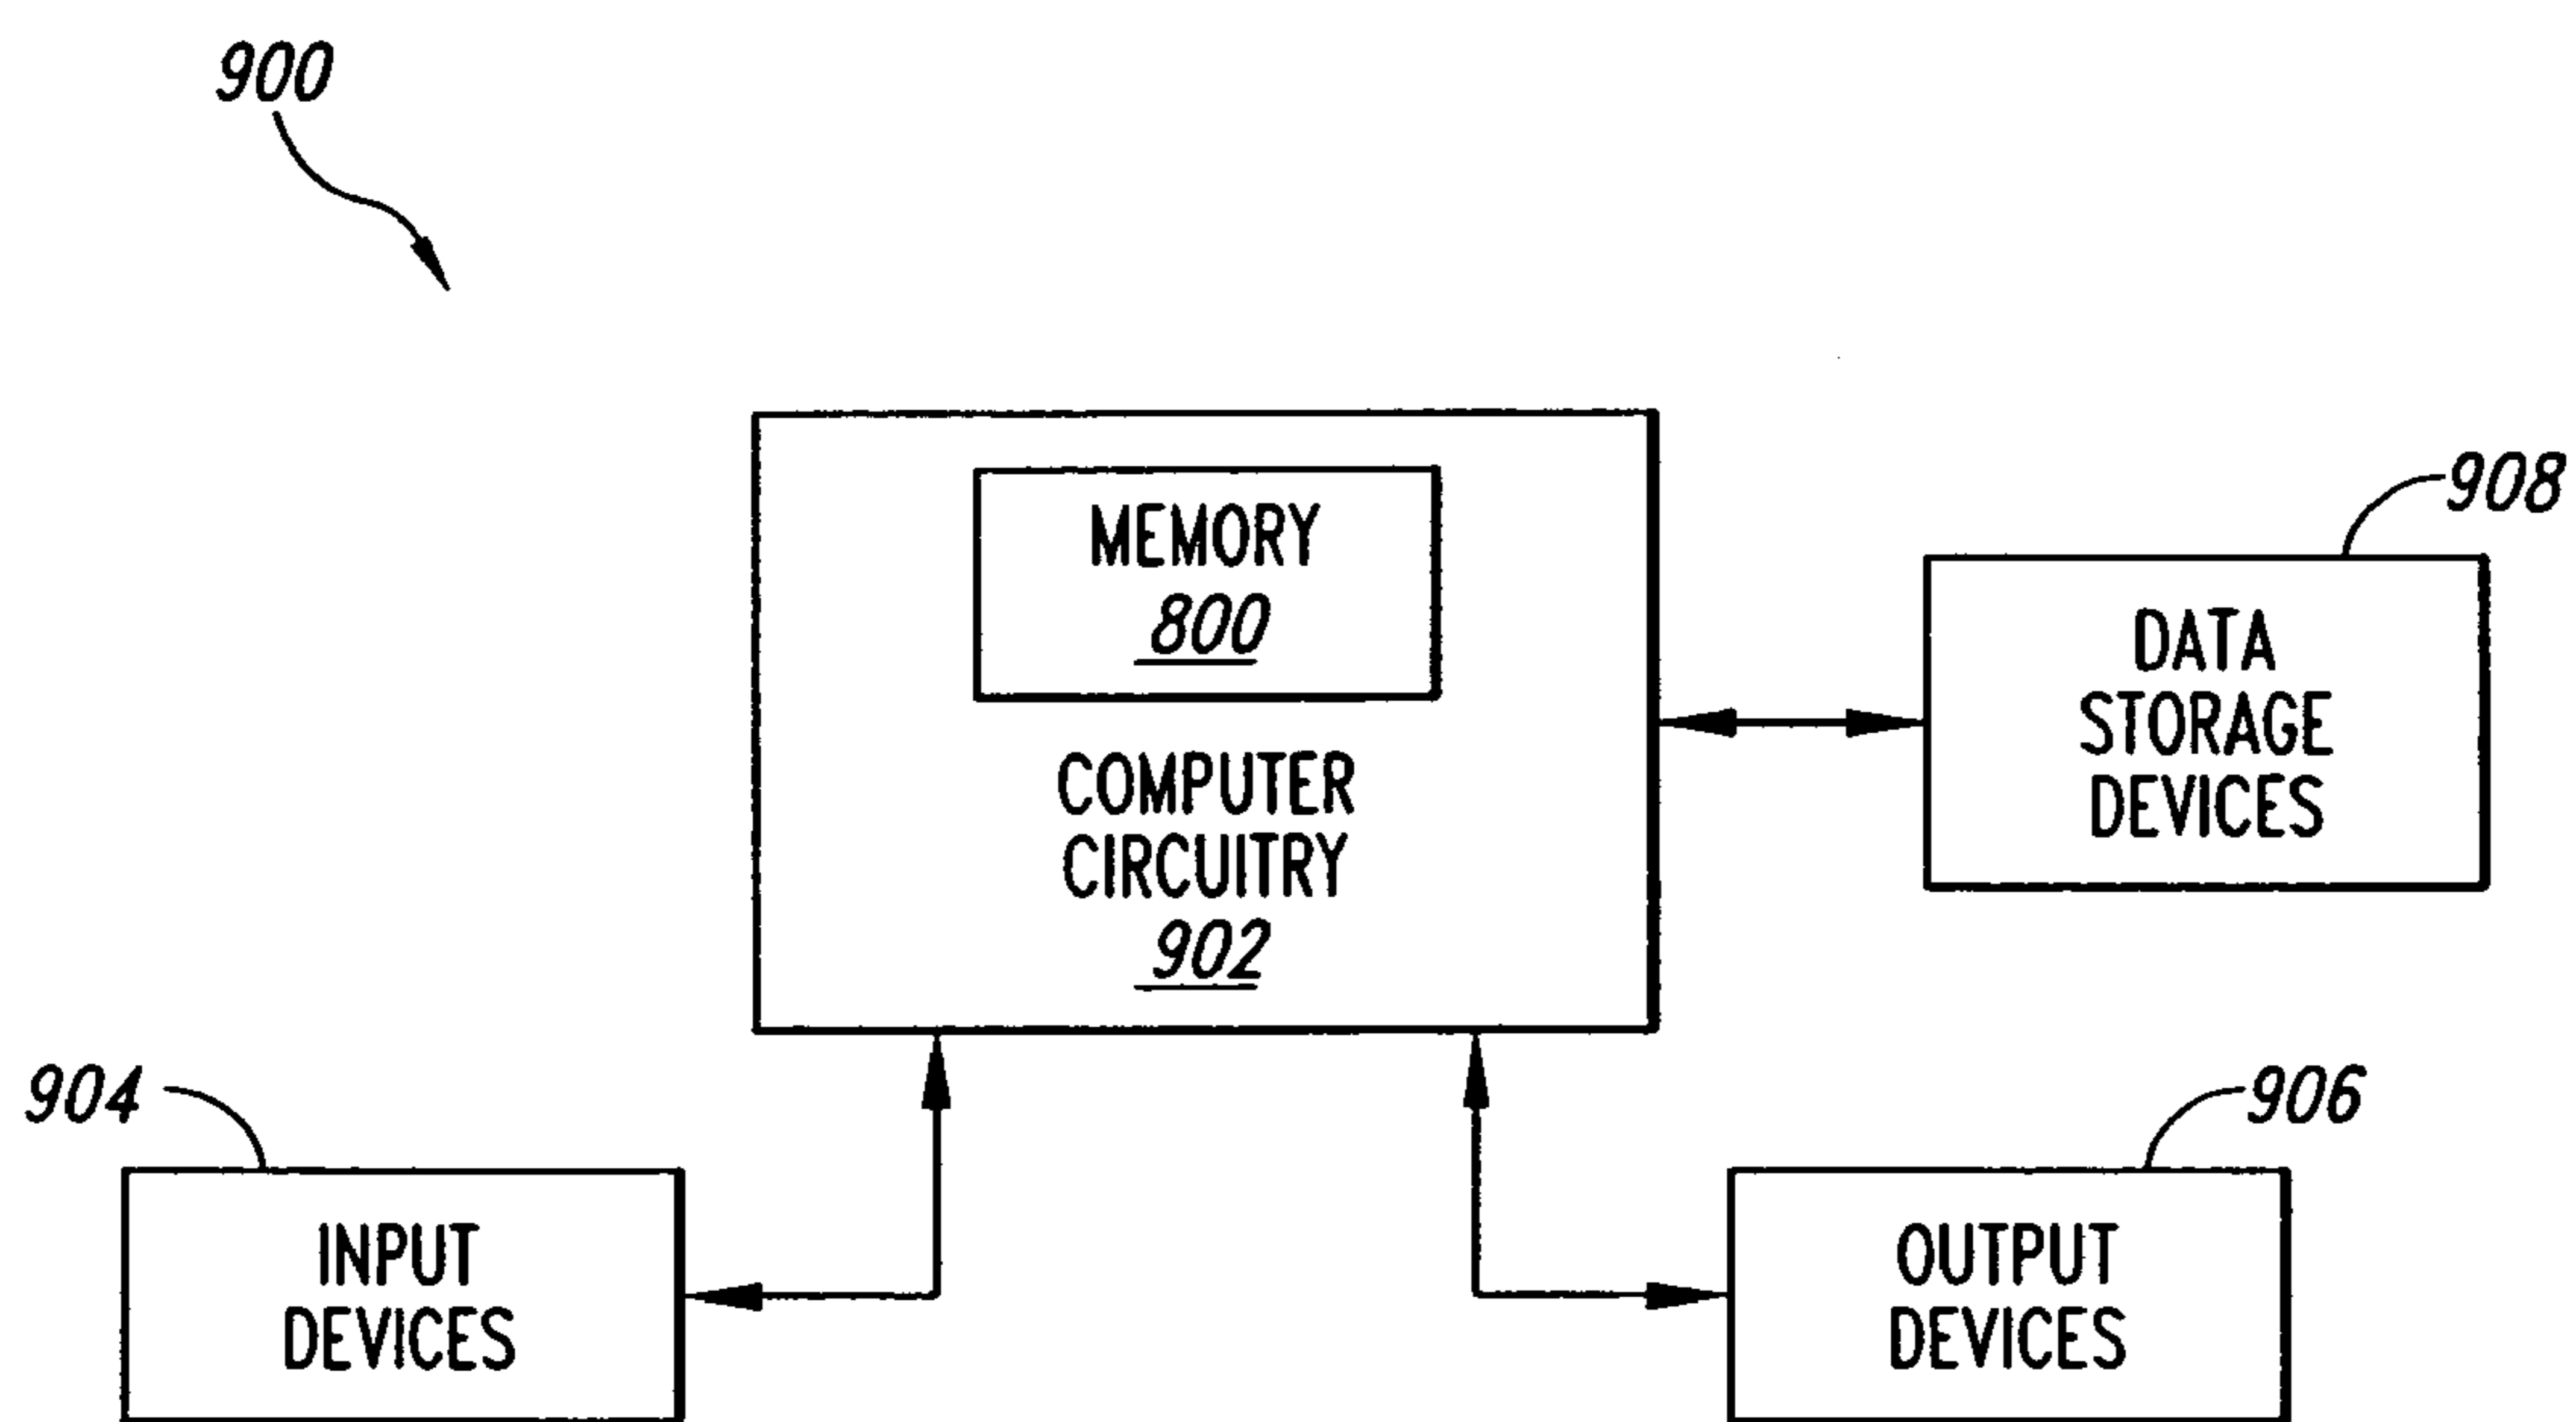 900
MEMORY
800
COMPUTER
CIRCUITRY
902
908
DATA
STORAGE
DEVICES
904
INPUT
DEVICES
906
OUTPUT
DEVICES